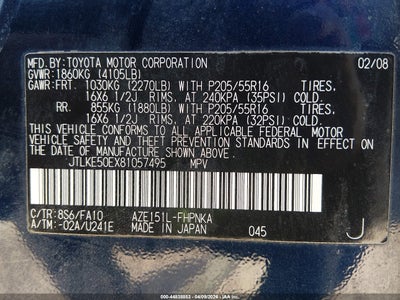 MFD.BY:TOYOTA MOTOR CORPORATION 02/08
GVWR:1860KG (4105LB)
GAWR:FRT. 1030KG (2270LB) WITH P205/55R16 TIRES,
16X6 1/2J RIMS, AT 240KPA (35PSI) COLD.
RR. 855KG (1880LB) WITH P205/55R16 TIRES,
16X6 1/2J RIMS, AT 220KPA (32PSI) COLD.
THIS VEHICLE CONFORMS TO ALL APPLICABLE FEDERAL MOTOR
VEHICLE SAFETY, BUMPER, AND THEFT PREVENTION STANDARDS IN
EFFECT ON THE DATE OF MANUFACTURE SHOWN ABOVE.
JTLKE50EX81057495 MPV
C/TR:8S6/FA10 AZE151L-FHPNKA
A/TM:-02A/U241E MADE IN JAPAN 045 J
000-44838883 - 04/09/2026 -